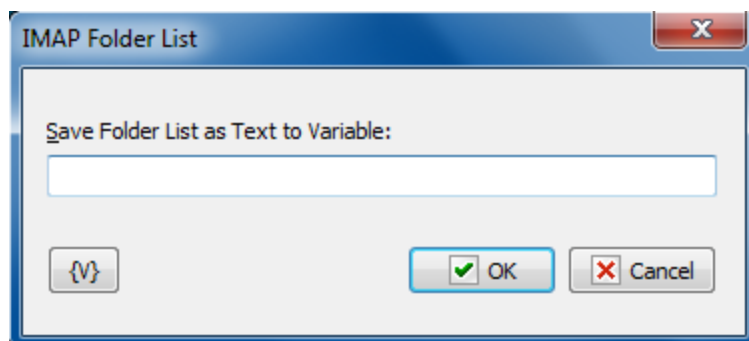 IMAP Folder List
Save Folder List as Text to Variable:
{V} OK Cancel